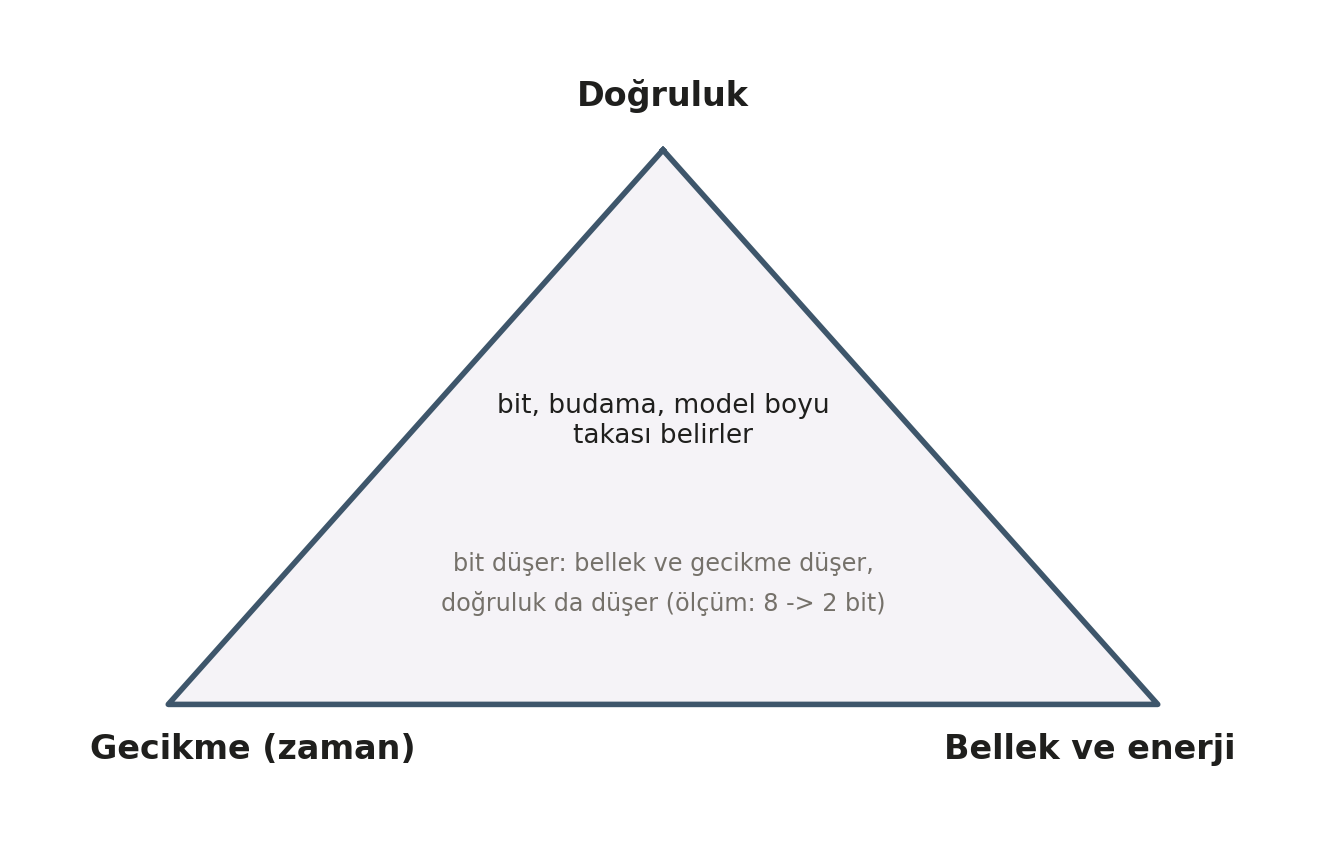 Doğruluk
bit, budama, model boyu
takası belirler
bit düşer: bellek ve gecikme düşer,
doğruluk da düşer (ölçüm: 8 -> 2 bit)
Gecikme (zaman)
Bellek ve enerji